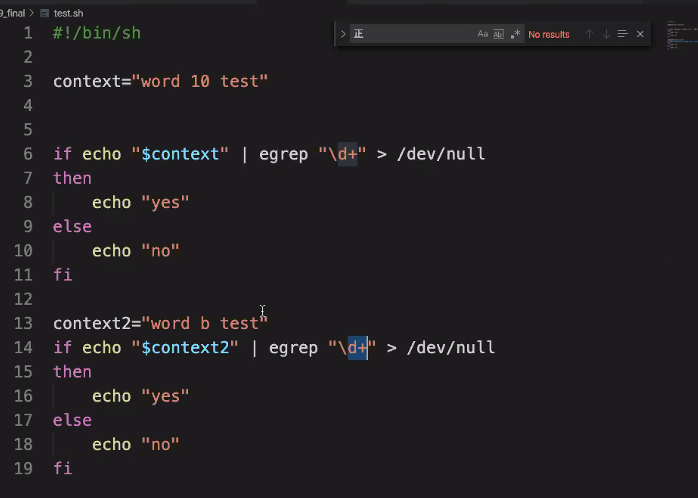 9_final > test.sh
正 Aa Ab .* No results
1 #!/bin/sh
2
3 context="word 10 test"
4
5
6 if echo "$context" | egrep "\d+" > /dev/null
7 then
8     echo "yes"
9 else
10     echo "no"
11 fi
12
13 context2="word b test"
14 if echo "$context2" | egrep "\d+" > /dev/null
15 then
16     echo "yes"
17 else
18     echo "no"
19 fi